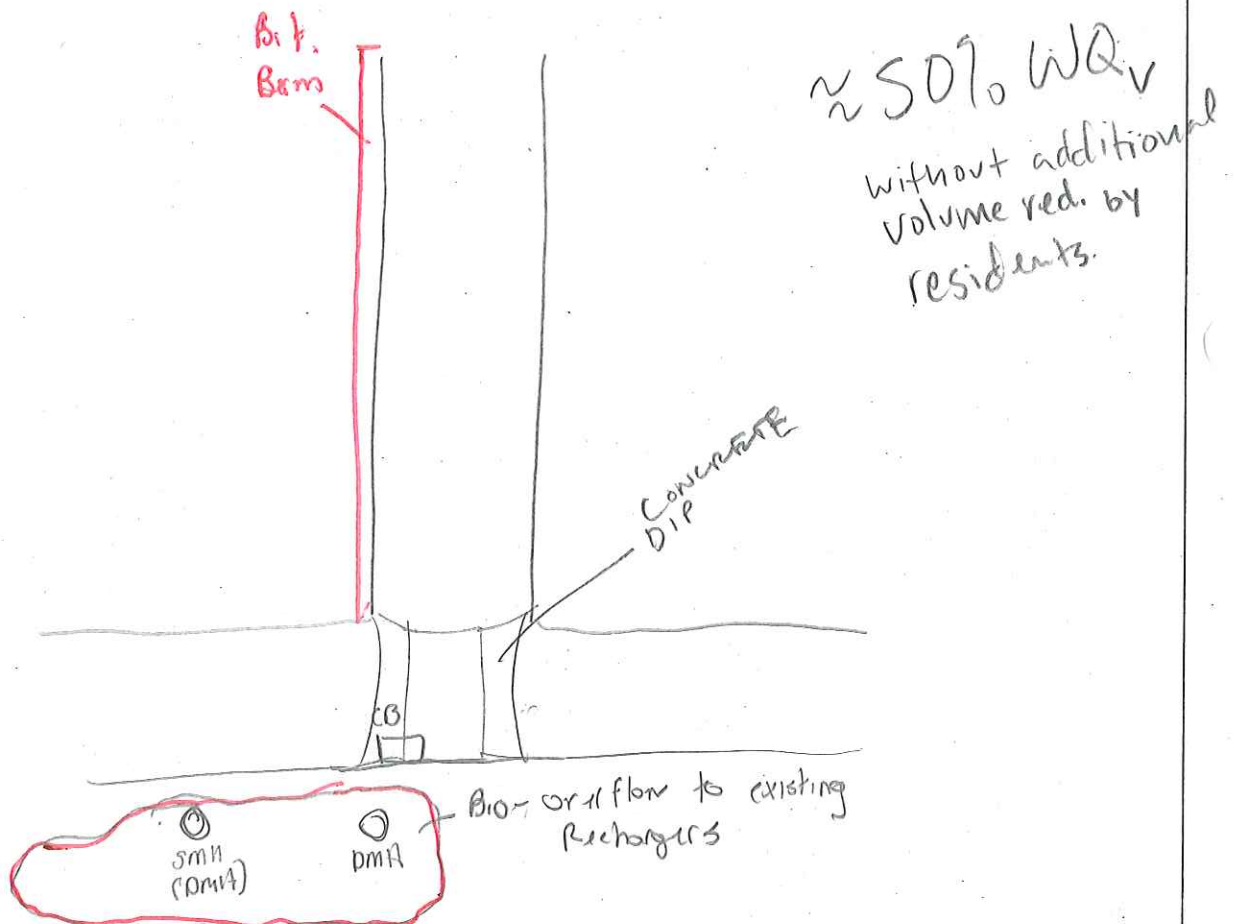 Bit.
Berm
≈ 50% WQv
without additional
volume red. by
residents.
CONCRETE
DIP
CB
Bio - overflow to existing
Rechargers
SMH
(DMH)
DMH